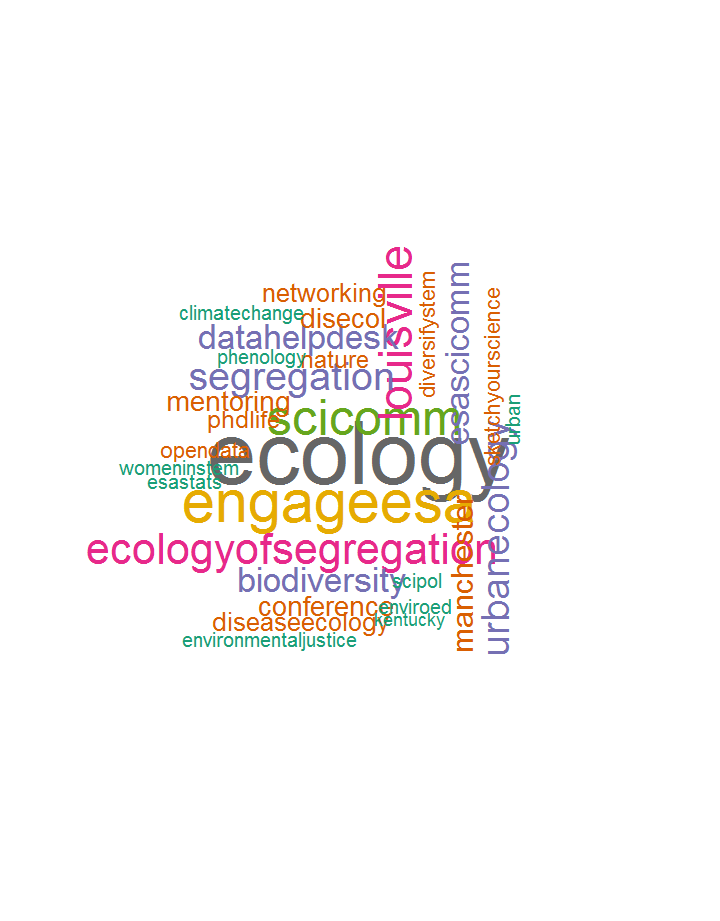 louisville
esascicomm
diversifystem
networking
sketchyourscience
climatechange
disecol
datahelpdesk
phenology
nature
segregation
urban
mentoring
scicomm
phdlife
ecology
opendata
womeninstem
esastats
engageesa
urbanecology
manchester
ecologyofsegregation
biodiversity
scipol
conference
enviroed
diseaseecology
kentucky
environmentaljustice